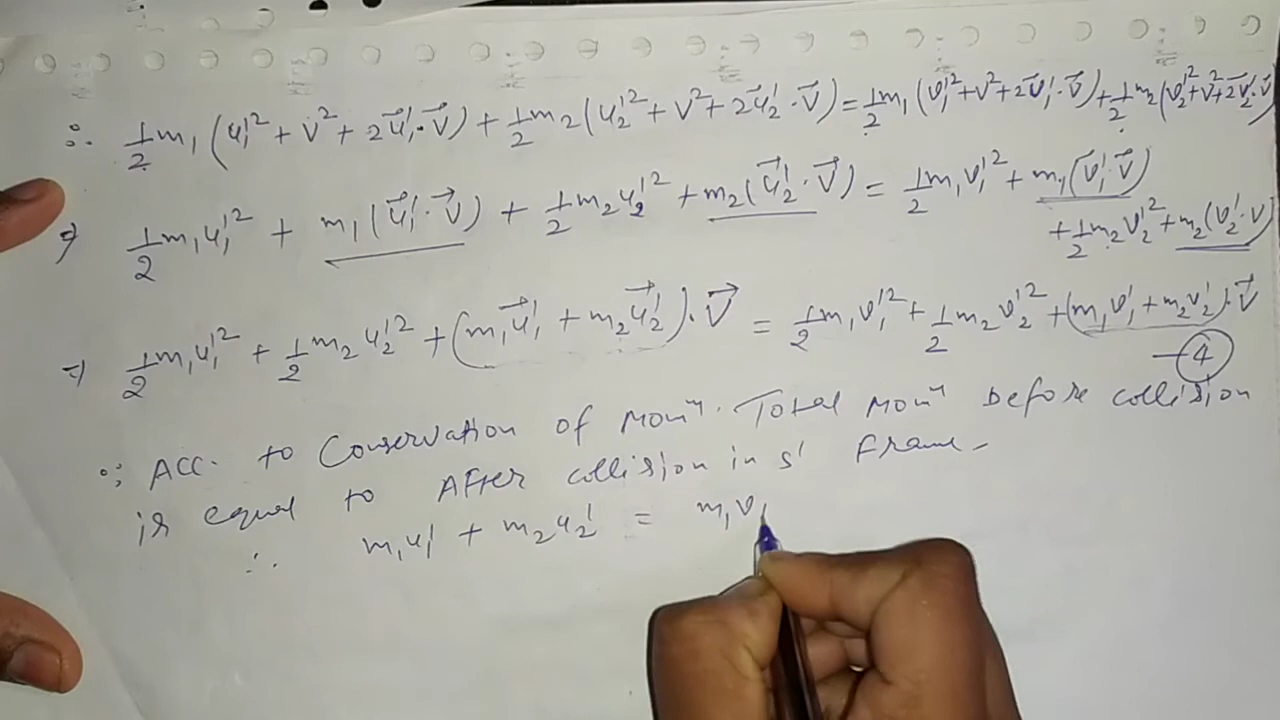 ∴ 1/2 m₁ (u₁'² + V² + 2u⃗₁'·V⃗) + 1/2 m₂ (u₂'² + V² + 2u⃗₂'·V⃗) = 1/2 m₁ (v₁'² + V² + 2v⃗₁'·V⃗) + 1/2 m₂ (v₂'² + V² + 2v⃗₂'·V⃗)
⇒ 1/2 m₁u₁'² + m₁(u⃗₁'·V⃗) + 1/2 m₂u₂'² + m₂(u⃗₂'·V⃗) = 1/2 m₁v₁'² + m₁(v⃗₁'·V⃗)
+ 1/2 m₂v₂'² + m₂(v₂'·V)
⇒ 1/2 m₁u₁'² + 1/2 m₂u₂'² + (m₁u⃗₁' + m₂u⃗₂')·V⃗ = 1/2 m₁v₁'² + 1/2 m₂v₂'² + (m₁v₁' + m₂v₂')·V⃗
—④
∵ Acc. to Conservation of Momⁿ. Total Momⁿ before collision
is equal to After collision in s' Frame-
∴ m₁u₁' + m₂u₂' = m₁v₁